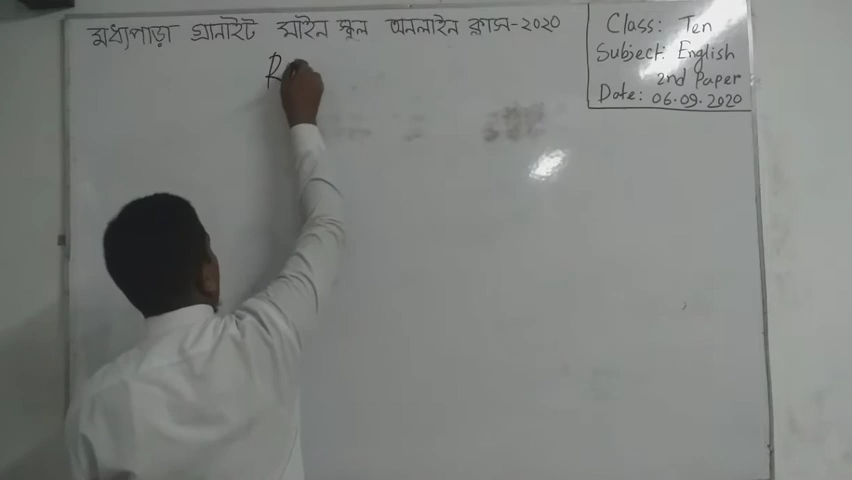 মধ্যপাড়া গ্রানাইট মাইন স্কুল অনলাইন ক্লাস-২০২০
Class: Ten
Subject: English
2nd Paper
Date: 06.09.2020
R